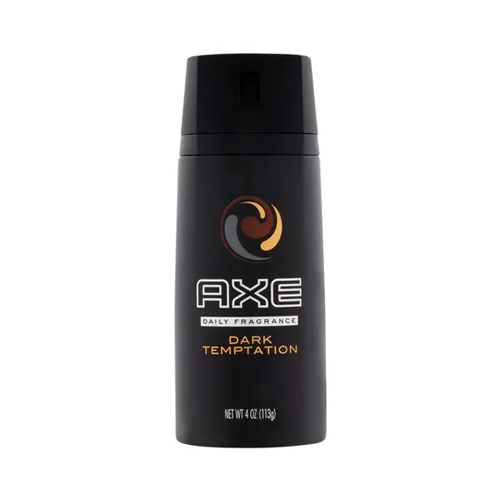 AXE
DAILY FRAGRANCE
DARK
TEMPTATION
NET WT 4 OZ (113g)